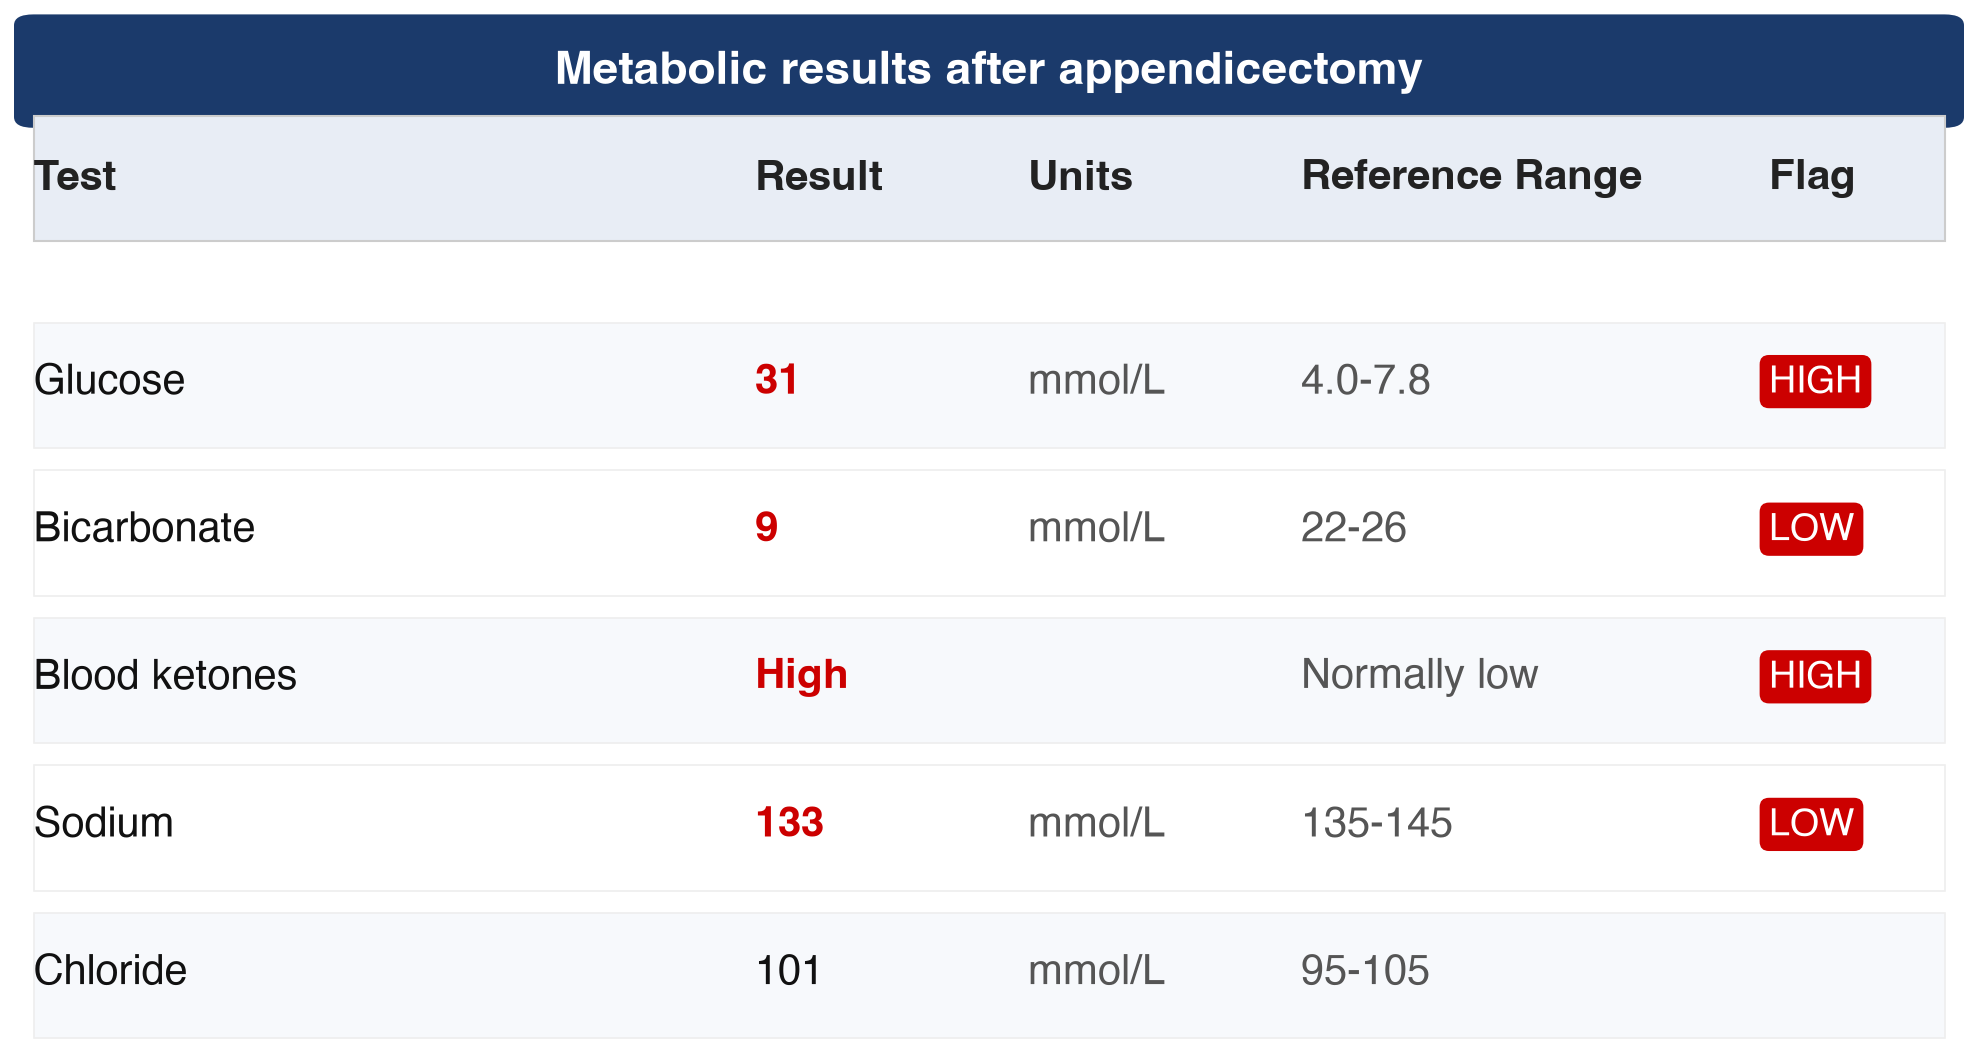 Metabolic results after appendicectomy
Test Result Units Reference Range Flag
Glucose 31 mmol/L 4.0-7.8 HIGH
Bicarbonate 9 mmol/L 22-26 LOW
Blood ketones High Normally low HIGH
Sodium 133 mmol/L 135-145 LOW
Chloride 101 mmol/L 95-105